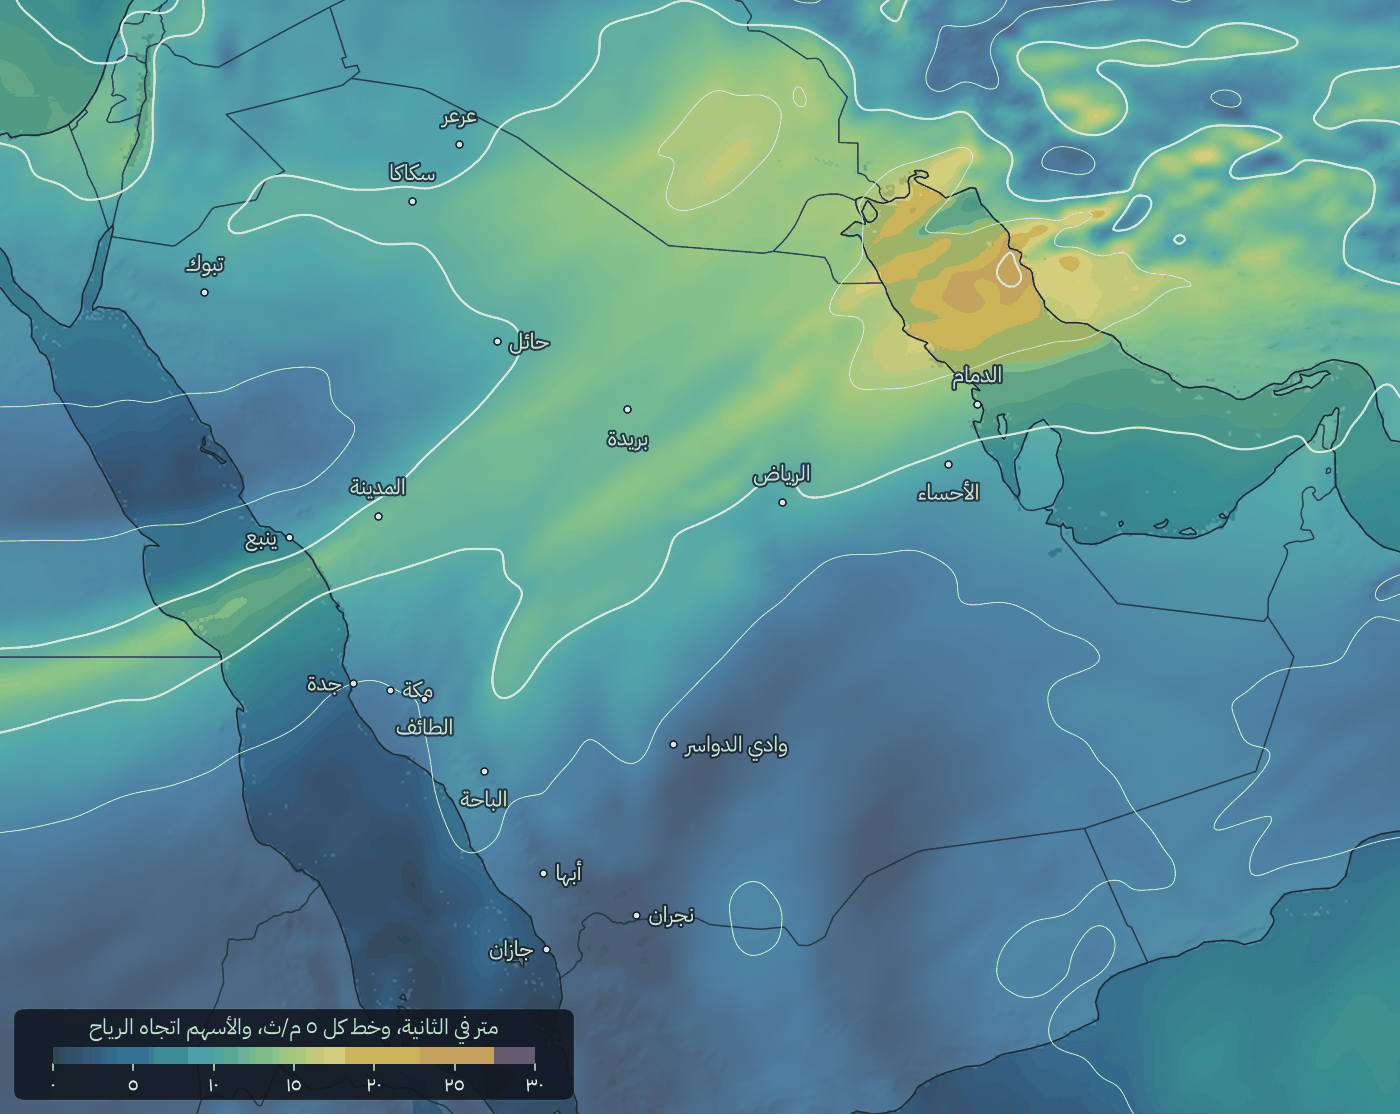 عرعر
سكاكا
تبوك
حائل
الدمام
بريدة
الرياض
الأحساء
المدينة
ينبع
جدة
مكة
الطائف
وادي الدواسر
الباحة
أبها
نجران
جازان
متر في الثانية، وخط كل ٥ م/ث، والأسهم اتجاه الرياح
٠ ٥ ١٠ ١٥ ٢٠ ٢٥ ٣٠